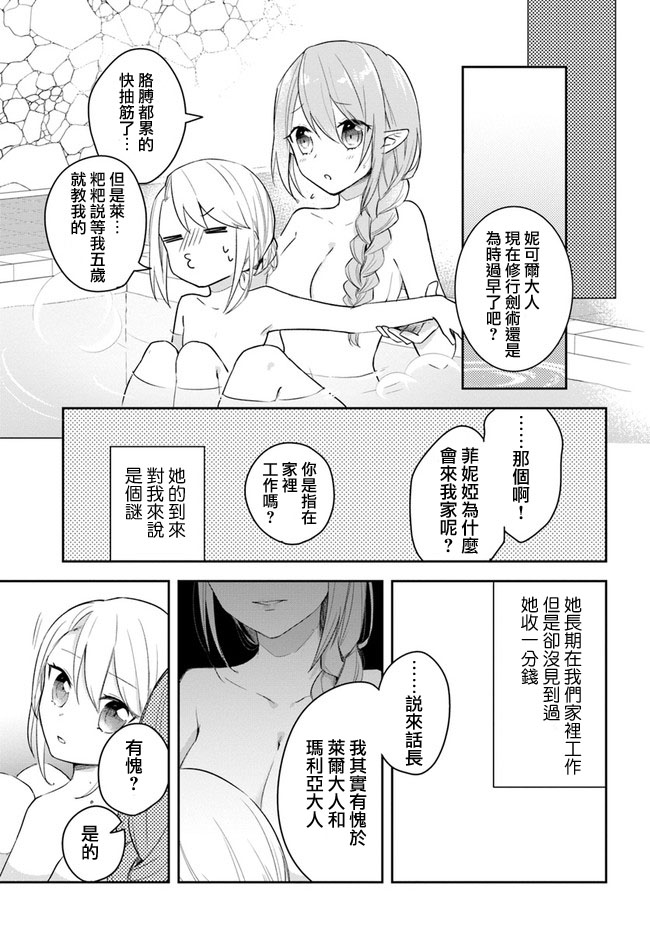 妮可爾大人
現在修行劍術還是
為時過早了吧？
胳膊都累的
快抽筋了…
但是萊…
粑粑説等我五歲
就教我的
……那個啊！
菲妮婭為什麼
會來我家呢？
你是指在
家裡
工作嗎？
她的到來
對我來說
是個謎
她長期在我們家裡工作
但是卻沒見到過
她收一分錢
……説來話長
我其實有愧於
萊爾大人和
瑪利亞大人
有愧？
是的